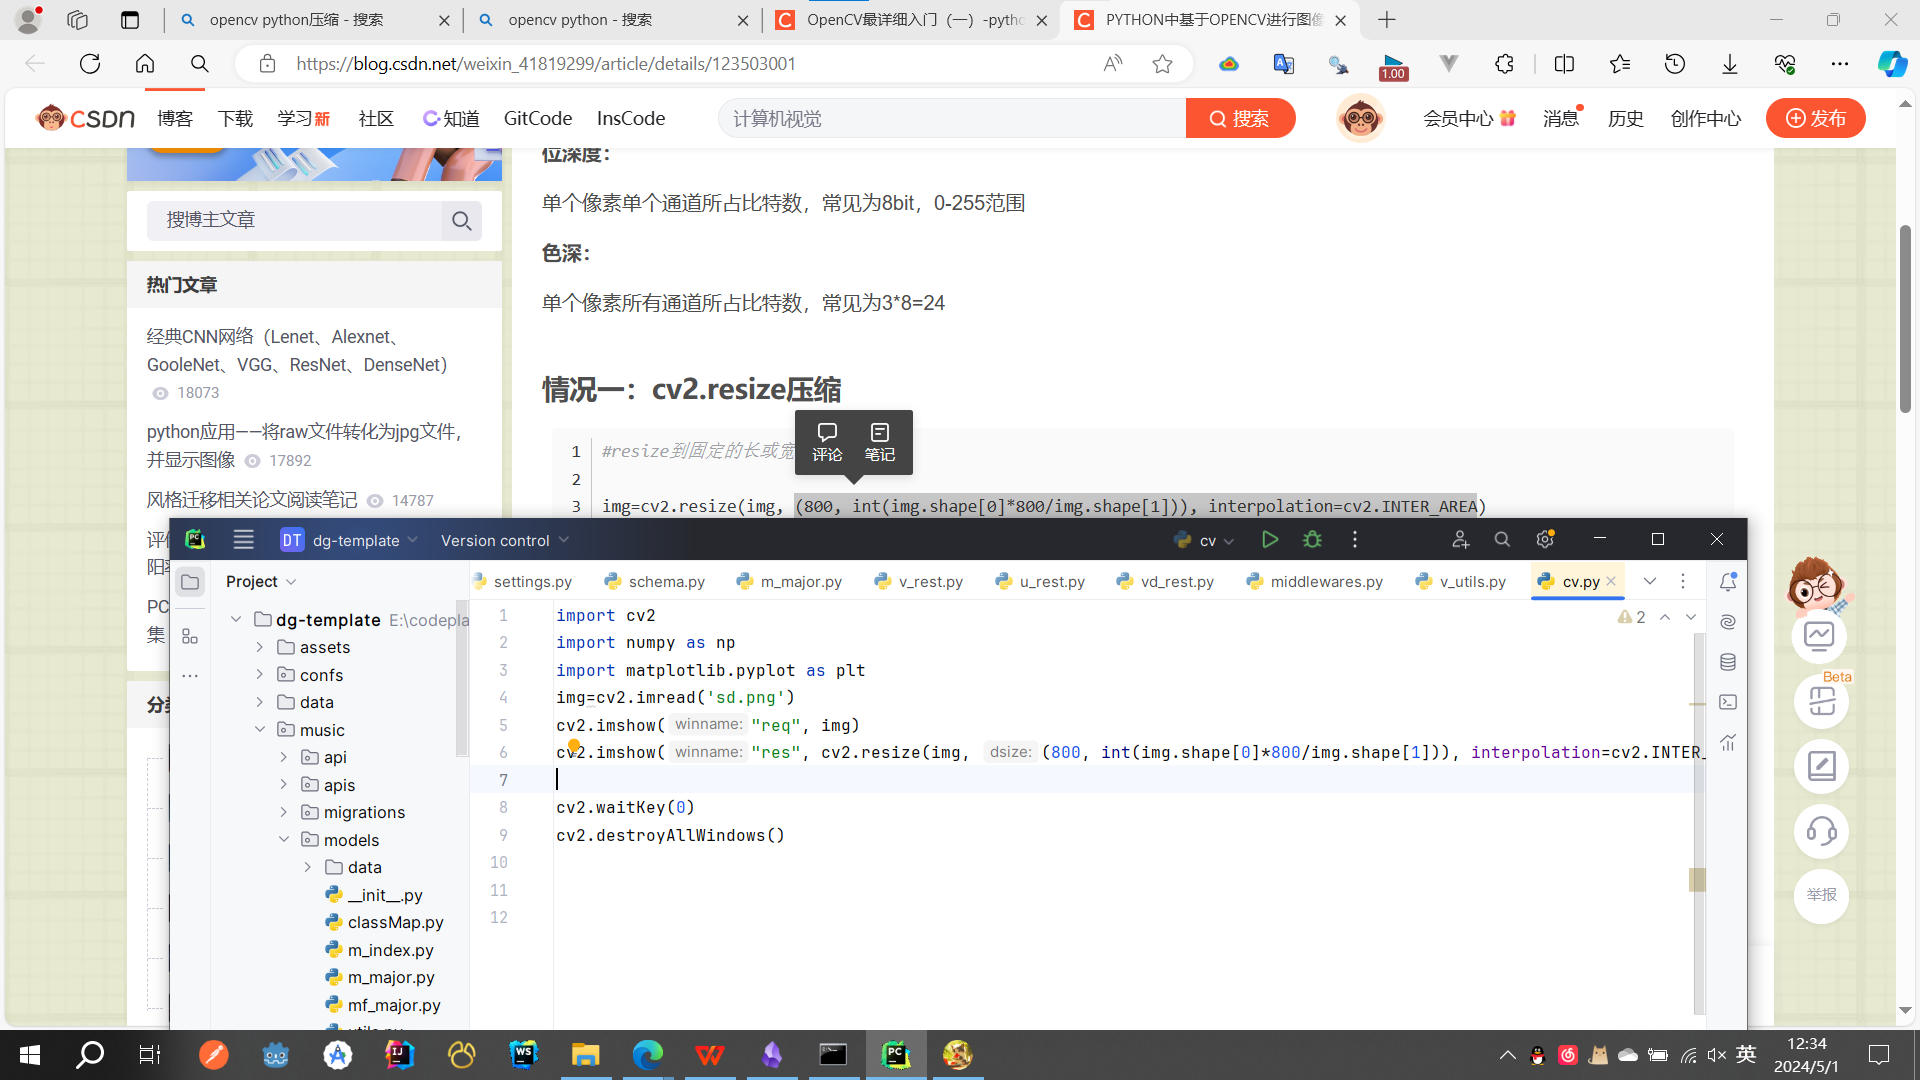 opencv python压缩 - 搜索
opencv python - 搜索
OpenCV最详细入门（一）-pytho
PYTHON中基于OPENCV进行图像
https://blog.csdn.net/weixin_41819299/article/details/123503001
1.00
CSDN
博客
下载
学习新
社区
C知道
GitCode
InsCode
计算机视觉
搜索
会员中心
消息
历史
创作中心
发布
位深度：
搜博主文章
单个像素单个通道所占比特数，常见为8bit，0-255范围
色深：
热门文章
单个像素所有通道所占比特数，常见为3*8=24
经典CNN网络（Lenet、Alexnet、
GooleNet、VGG、ResNet、DenseNet）
18073
情况一：cv2.resize压缩
python应用——将raw文件转化为jpg文件，
并显示图像 17892
评论
笔记
1 #resize到固定的长或宽
2
风格迁移相关论文阅读笔记 14787
3 img=cv2.resize(img, (800, int(img.shape[0]*800/img.shape[1])), interpolation=cv2.INTER_AREA)
PC
集
PC
DT
dg-template
Version control
cv
Project
settings.py
schema.py
m_major.py
v_rest.py
u_rest.py
vd_rest.py
middlewares.py
v_utils.py
cv.py
dg-template E:\codepla
assets
confs
data
music
api
apis
migrations
models
data
__init__.py
classMap.py
m_index.py
m_major.py
mf_major.py
utils.py
2
1 import cv2
2 import numpy as np
3 import matplotlib.pyplot as plt
4 img=cv2.imread('sd.png')
5 cv2.imshow( winname: "req", img)
6 cv2.imshow( winname: "res", cv2.resize(img, dsize: (800, int(img.shape[0]*800/img.shape[1])), interpolation=cv2.INTER_
7
8 cv2.waitKey(0)
9 cv2.destroyAllWindows()
10
11
12
Beta
举报
IJ
WS
PC
英
12:34
2024/5/1